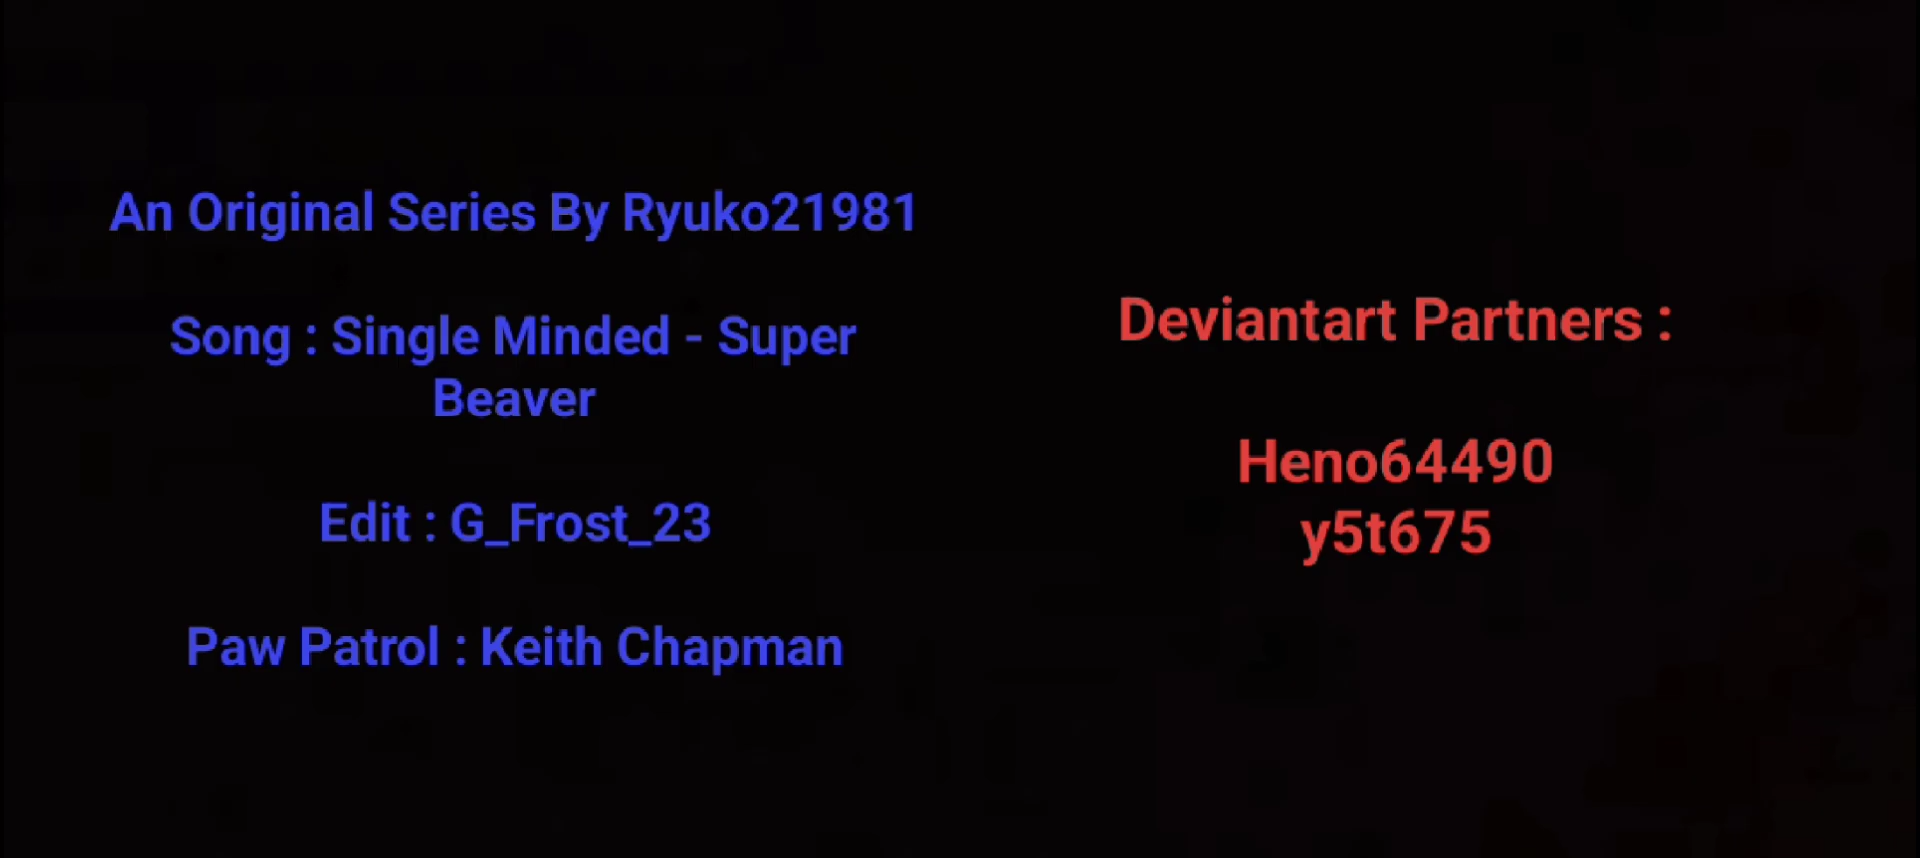 An Original Series By Ryuko21981
Song : Single Minded - Super
Beaver
Edit : G_Frost_23
Paw Patrol : Keith Chapman
Deviantart Partners :
Heno64490
y5t675